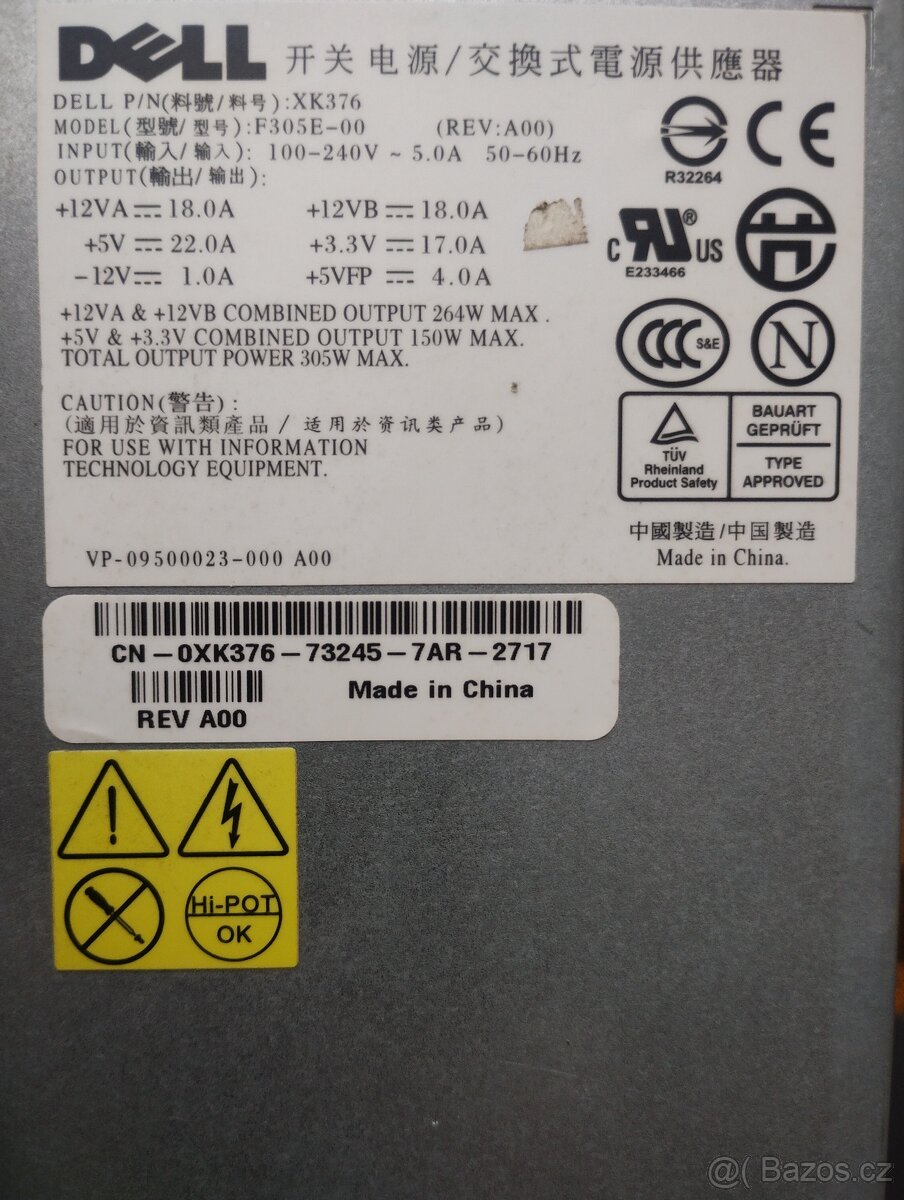 DELL 开关电源/交換式電源供應器
DELL P/N(料號/料号):XK376
MODEL(型號/型号):F305E-00 (REV:A00)
INPUT(輸入/输入): 100-240V ~ 5.0A 50-60Hz
OUTPUT(輸出/输出):
+12VA ⎓ 18.0A +12VB ⎓ 18.0A
+5V ⎓ 22.0A +3.3V ⎓ 17.0A
-12V ⎓ 1.0A +5VFP ⎓ 4.0A
+12VA & +12VB COMBINED OUTPUT 264W MAX .
+5V & +3.3V COMBINED OUTPUT 150W MAX.
TOTAL OUTPUT POWER 305W MAX.
CAUTION(警告):
(適用於資訊類產品 / 适用於资讯类产品)
FOR USE WITH INFORMATION
TECHNOLOGY EQUIPMENT.
VP-09500023-000 A00
R32264
CE
c RU ® US
E233466
CCC S&E
N
TÜV
Rheinland
Product Safety
BAUART
GEPRÜFT
TYPE
APPROVED
中國製造/中国製造
Made in China.
CN-0XK376-73245-7AR-2717
Made in China
REV A00
Hi-POT
OK
@( Bazos.cz